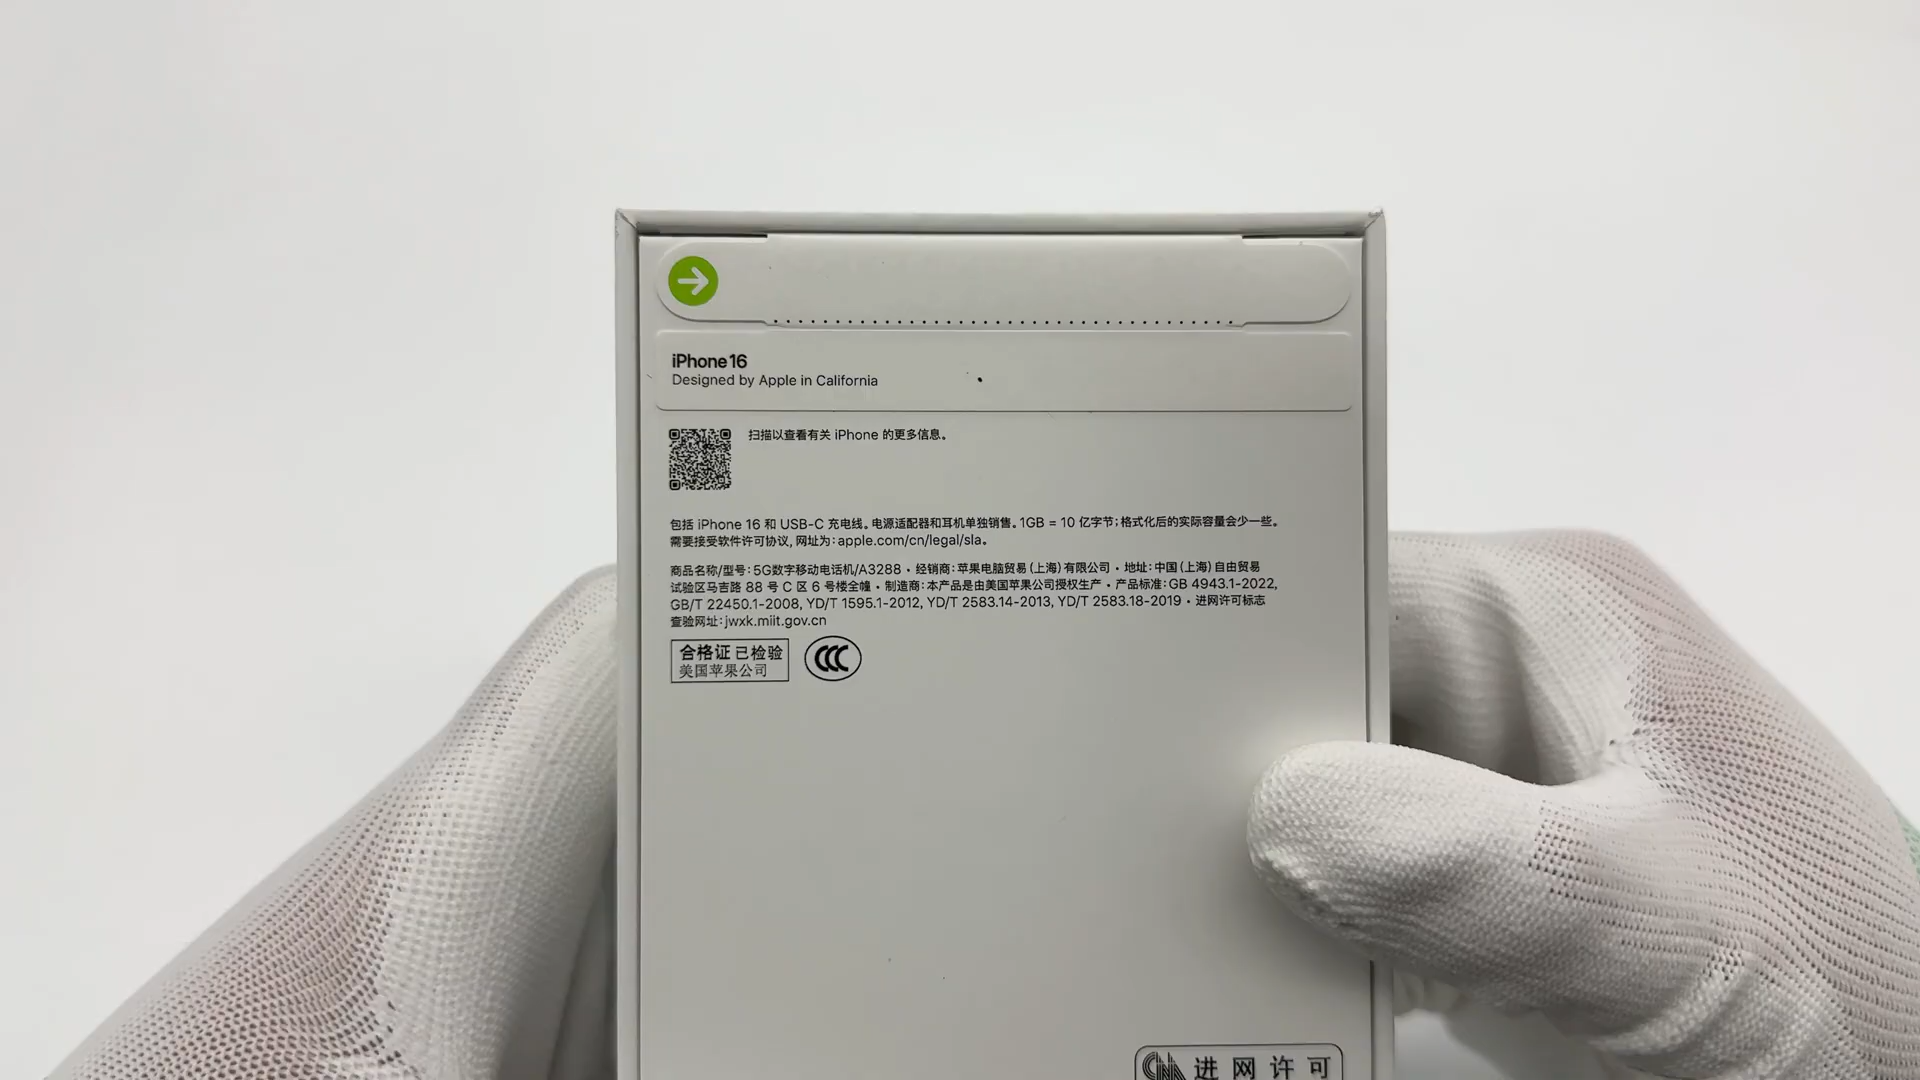 iPhone 16
Designed by Apple in California
扫描以查看有关 iPhone 的更多信息。
包括 iPhone 16 和 USB-C 充电线。电源适配器和耳机单独销售。1GB = 10 亿字节；格式化后的实际容量会少一些。
需要接受软件许可协议，网址为：apple.com/cn/legal/sla。
商品名称/型号：5G数字移动电话机/A3288・经销商：苹果电脑贸易（上海）有限公司・地址：中国（上海）自由贸易
试验区马吉路 88 号 C 区 6 号楼全幢・制造商：本产品是由美国苹果公司授权生产・产品标准：GB 4943.1-2022,
GB/T 22450.1-2008, YD/T 1595.1-2012, YD/T 2583.14-2013, YD/T 2583.18-2019・进网许可标志
查验网址：jwxk.miit.gov.cn
合格证 已检验
美国苹果公司
CCC
进网许可